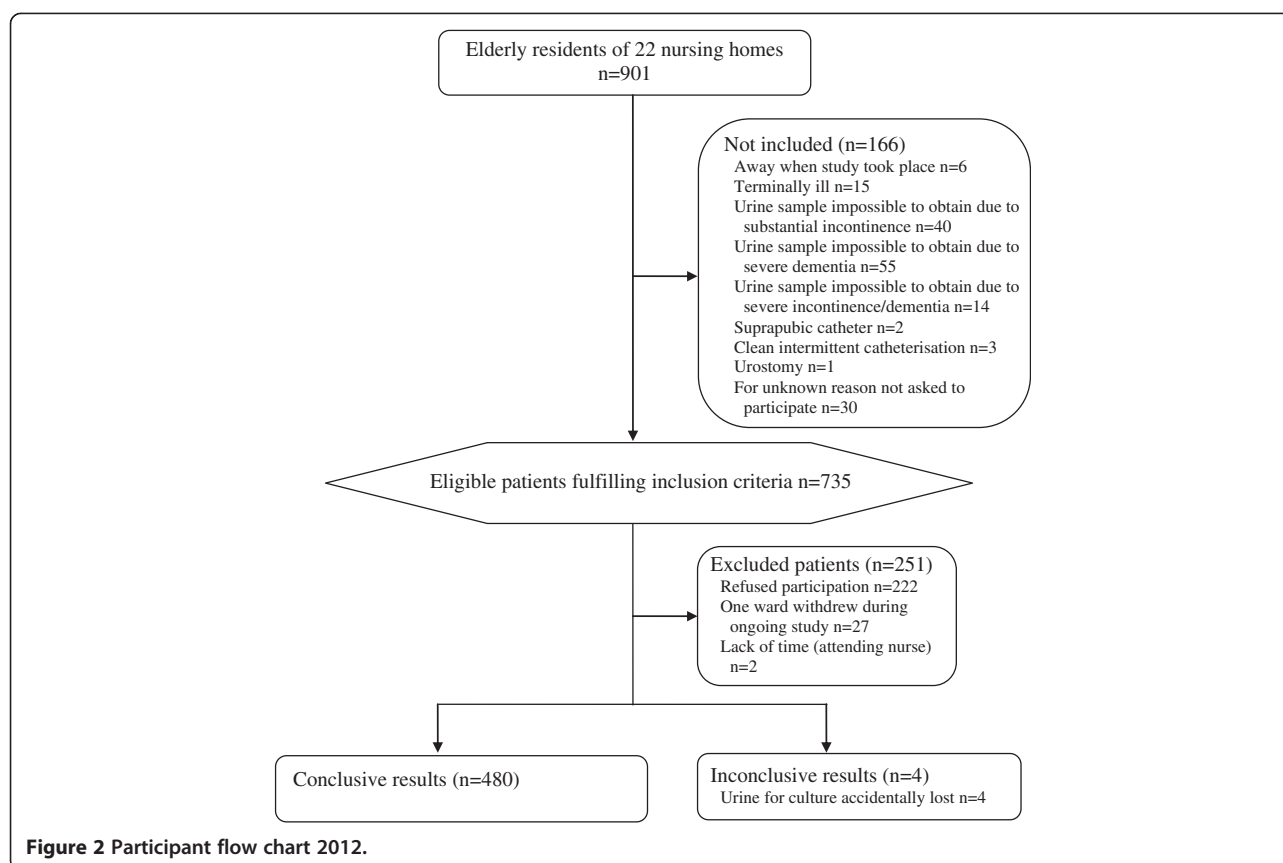 Elderly residents of 22 nursing homes
n=901
Not included (n=166)
Away when study took place n=6
Terminally ill n=15
Urine sample impossible to obtain due to
substantial incontinence n=40
Urine sample impossible to obtain due to
severe dementia n=55
Urine sample impossible to obtain due to
severe incontinence/dementia n=14
Suprapubic catheter n=2
Clean intermittent catheterisation n=3
Urostomy n=1
For unknown reason not asked to
participate n=30
Eligible patients fulfilling inclusion criteria n=735
Excluded patients (n=251)
Refused participation n=222
One ward withdrew during
ongoing study n=27
Lack of time (attending nurse)
n=2
Conclusive results (n=480)
Inconclusive results (n=4)
Urine for culture accidentally lost n=4
Figure 2 Participant flow chart 2012.